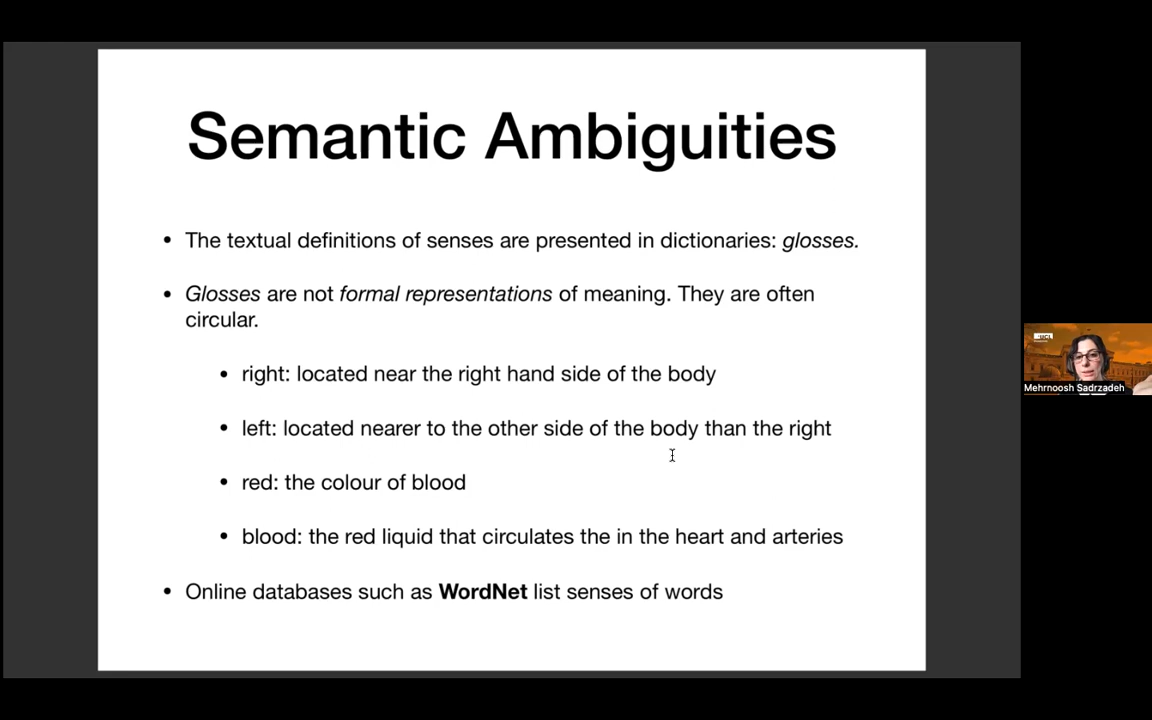 Semantic Ambiguities
• The textual definitions of senses are presented in dictionaries: glosses.
• Glosses are not formal representations of meaning. They are often
circular.
• right: located near the right hand side of the body
• left: located nearer to the other side of the body than the right
• red: the colour of blood
• blood: the red liquid that circulates the in the heart and arteries
• Online databases such as WordNet list senses of words
UCL
Mehrnoosh Sadrzadeh